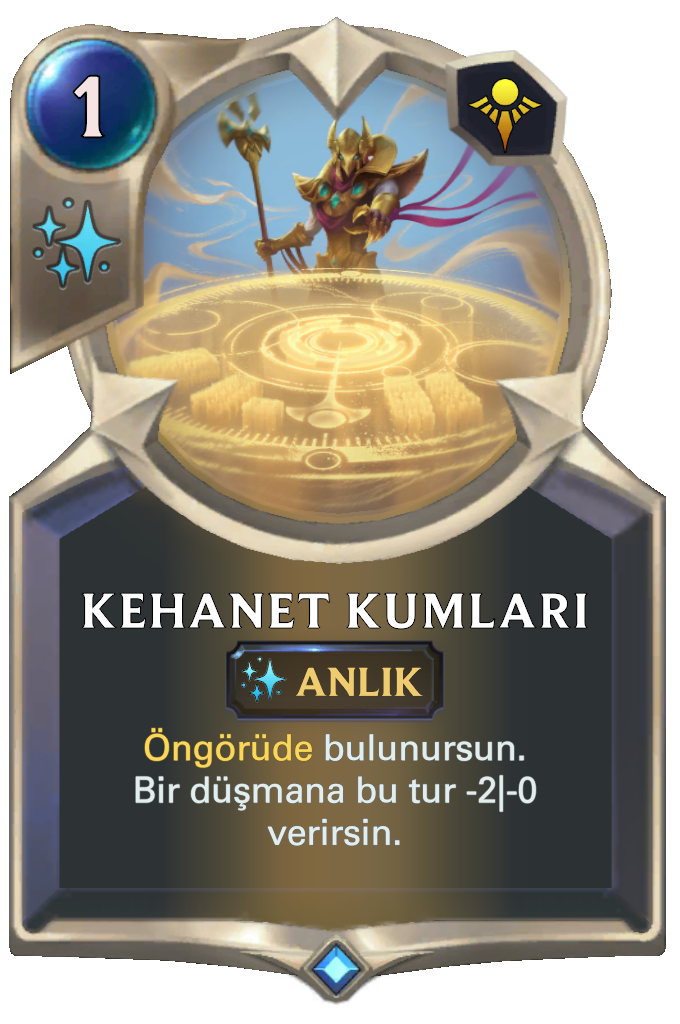 1
KEHANET KUMLARI
ANLIK
Öngörüde bulunursun.
Bir düşmana bu tur -2|-0
verirsin.